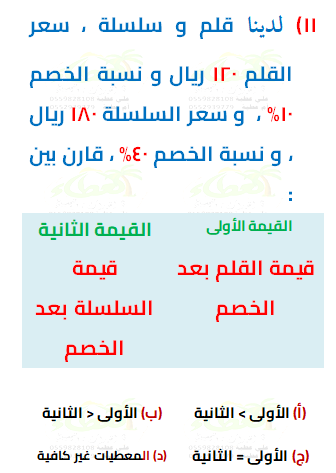 ١١) لدينا قلم و سلسلة ، سعر
القلم ١٢٠ ريال و نسبة الخصم
١٠% ، و سعر السلسلة ١٨٠ ريال
، و نسبة الخصم ٤٠% ، قارن بين
:
القيمة الأولى
القيمة الثانية
قيمة القلم بعد
الخصم
قيمة
السلسلة بعد
الخصم
(أ) الأولى > الثانية
(ب) الأولى < الثانية
(ج) الأولى = الثانية
(د) المعطيات غير كافية